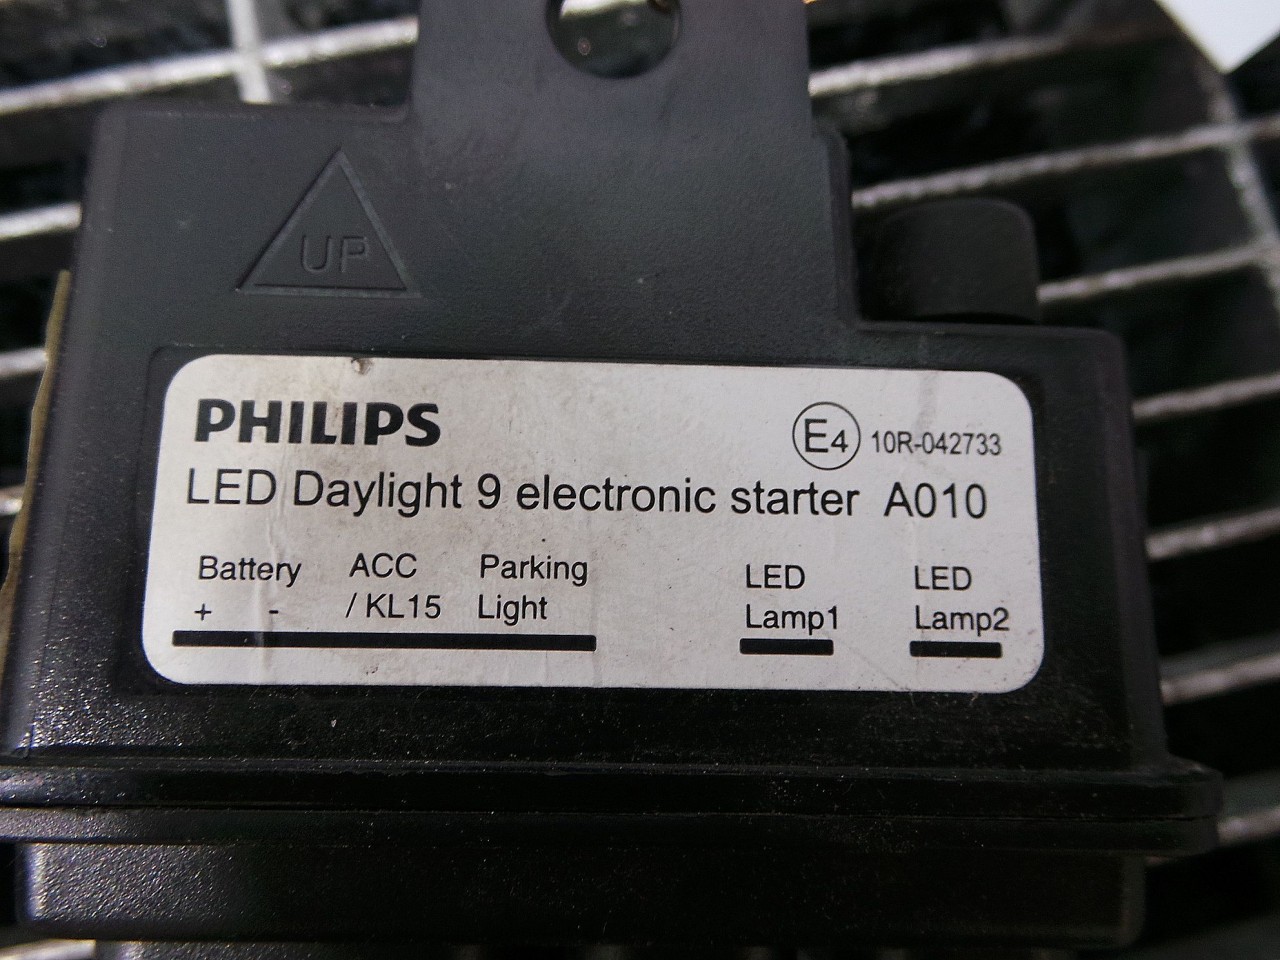 UP
PHILIPS
E4 10R-042733
LED Daylight 9 electronic starter A010
Battery ACC Parking LED LED
+ - / KL15 Light Lamp1 Lamp2